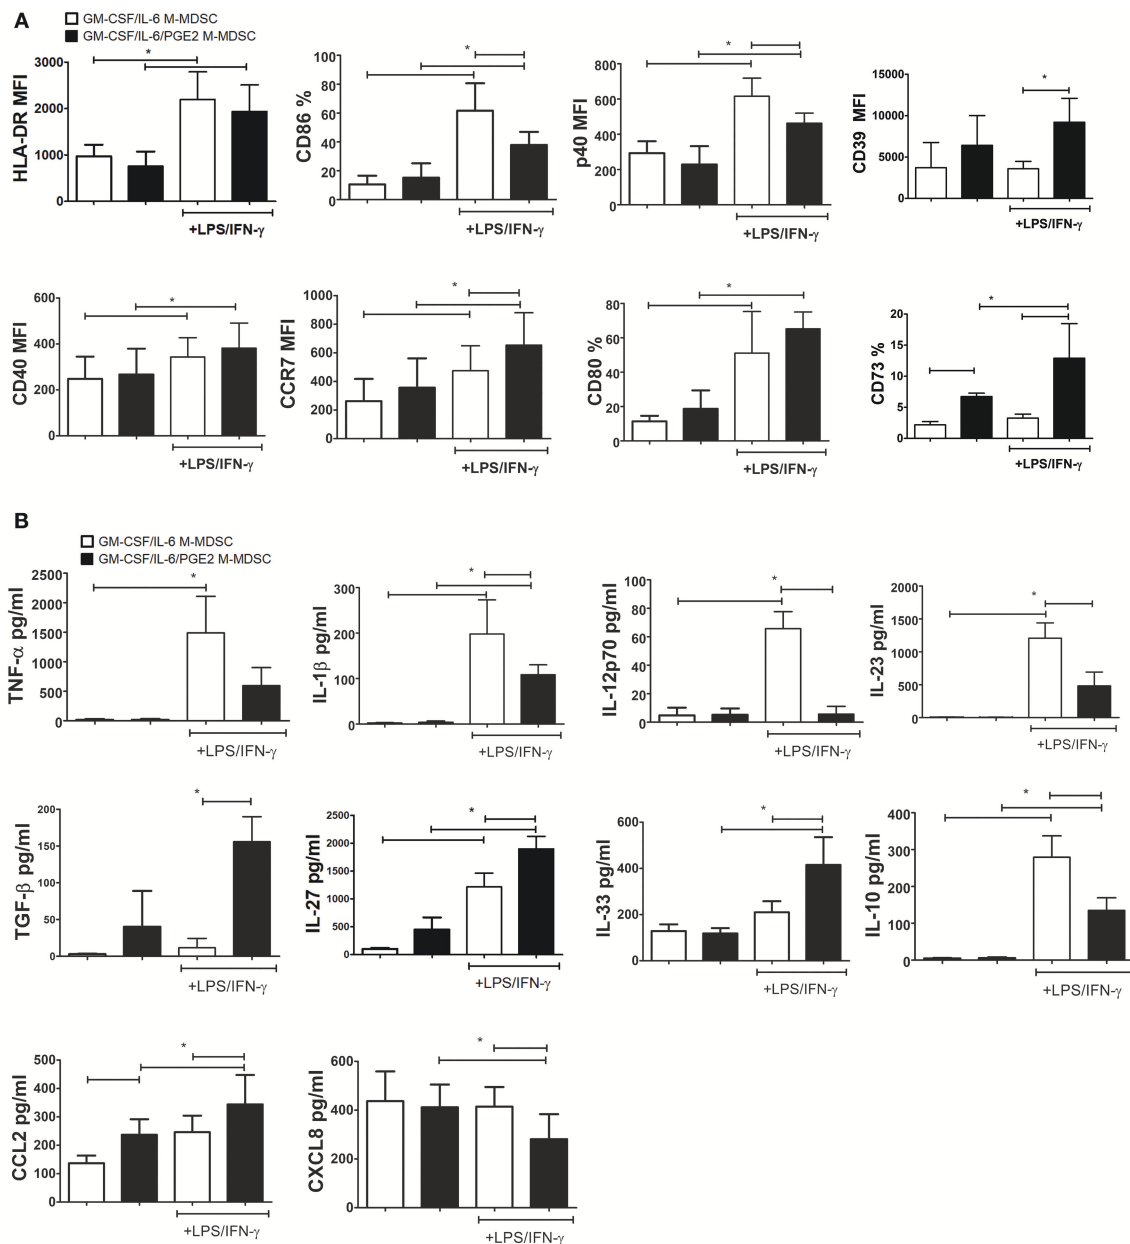 A
GM-CSF/IL-6 M-MDSC
GM-CSF/IL-6/PGE2 M-MDSC
HLA-DR MFI
3000
2000
1000
0
*
+LPS/IFN-γ
CD86 %
100
80
60
40
20
0
*
+LPS/IFN-γ
p40 MFI
800
600
400
200
0
*
+LPS/IFN-γ
CD39 MFI
15000
10000
5000
0
*
+LPS/IFN-γ
CD40 MFI
600
400
200
0
*
+LPS/IFN-γ
CCR7 MFI
1000
800
600
400
200
0
*
+LPS/IFN-γ
CD80 %
80
60
40
20
0
*
+LPS/IFN-γ
CD73 %
20
15
10
5
0
*
+LPS/IFN-γ
B
GM-CSF/IL-6 M-MDSC
GM-CSF/IL-6/PGE2 M-MDSC
TNF-α pg/ml
2500
2000
1500
1000
500
0
*
+LPS/IFN-γ
IL-1β pg/ml
300
200
100
0
*
+LPS/IFN-γ
IL-12p70 pg/ml
100
80
60
40
20
0
*
+LPS/IFN-γ
IL-23 pg/ml
2000
1500
1000
500
0
*
+LPS/IFN-γ
TGF-β pg/ml
200
150
100
50
0
*
+LPS/IFN-γ
IL-27 pg/ml
2500
2000
1500
1000
500
0
*
+LPS/IFN-γ
IL-33 pg/ml
600
400
200
0
*
+LPS/IFN-γ
IL-10 pg/ml
400
300
200
100
0
*
+LPS/IFN-γ
CCL2 pg/ml
500
400
300
200
100
0
*
+LPS/IFN-γ
CXCL8 pg/ml
600
400
200
0
*
+LPS/IFN-γ